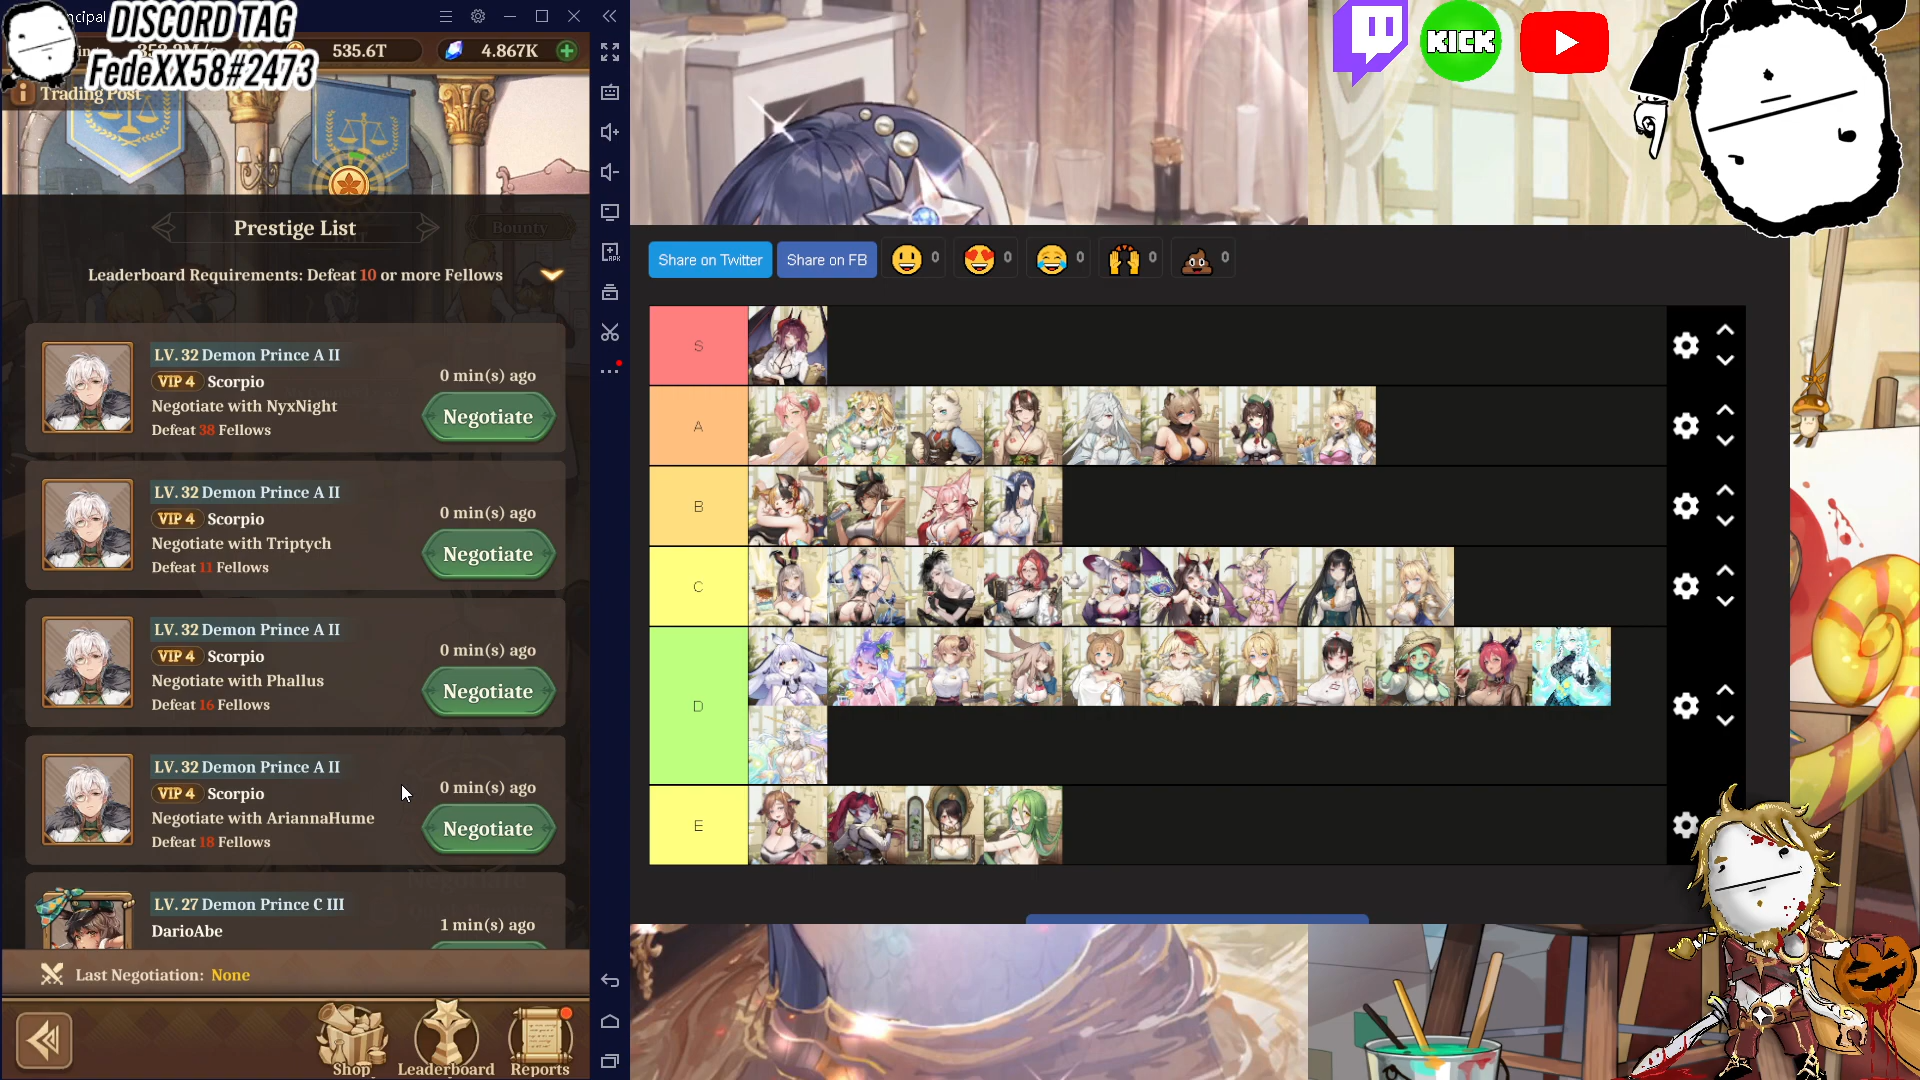 DISCORD TAG
FedeXX58#2473
ncipal
535.6T
4.867K
Trading Post
Prestige List
Bounty
Leaderboard Requirements: Defeat 10 or more Fellows
LV. 32 Demon Prince A II
VIP 4 Scorpio
Negotiate with NyxNight
Defeat 38 Fellows
0 min(s) ago
Negotiate
LV. 32 Demon Prince A II
VIP 4 Scorpio
Negotiate with Triptych
Defeat 11 Fellows
0 min(s) ago
Negotiate
LV. 32 Demon Prince A II
VIP 4 Scorpio
Negotiate with Phallus
Defeat 16 Fellows
0 min(s) ago
Negotiate
LV. 32 Demon Prince A II
VIP 4 Scorpio
Negotiate with AriannaHume
Defeat 18 Fellows
0 min(s) ago
Negotiate
LV. 27 Demon Prince C III
DarioAbe
1 min(s) ago
Last Negotiation: None
Shop
Leaderboard
Reports
KICK
Share on Twitter
Share on FB
0
0
0
0
0
S
A
B
C
D
E